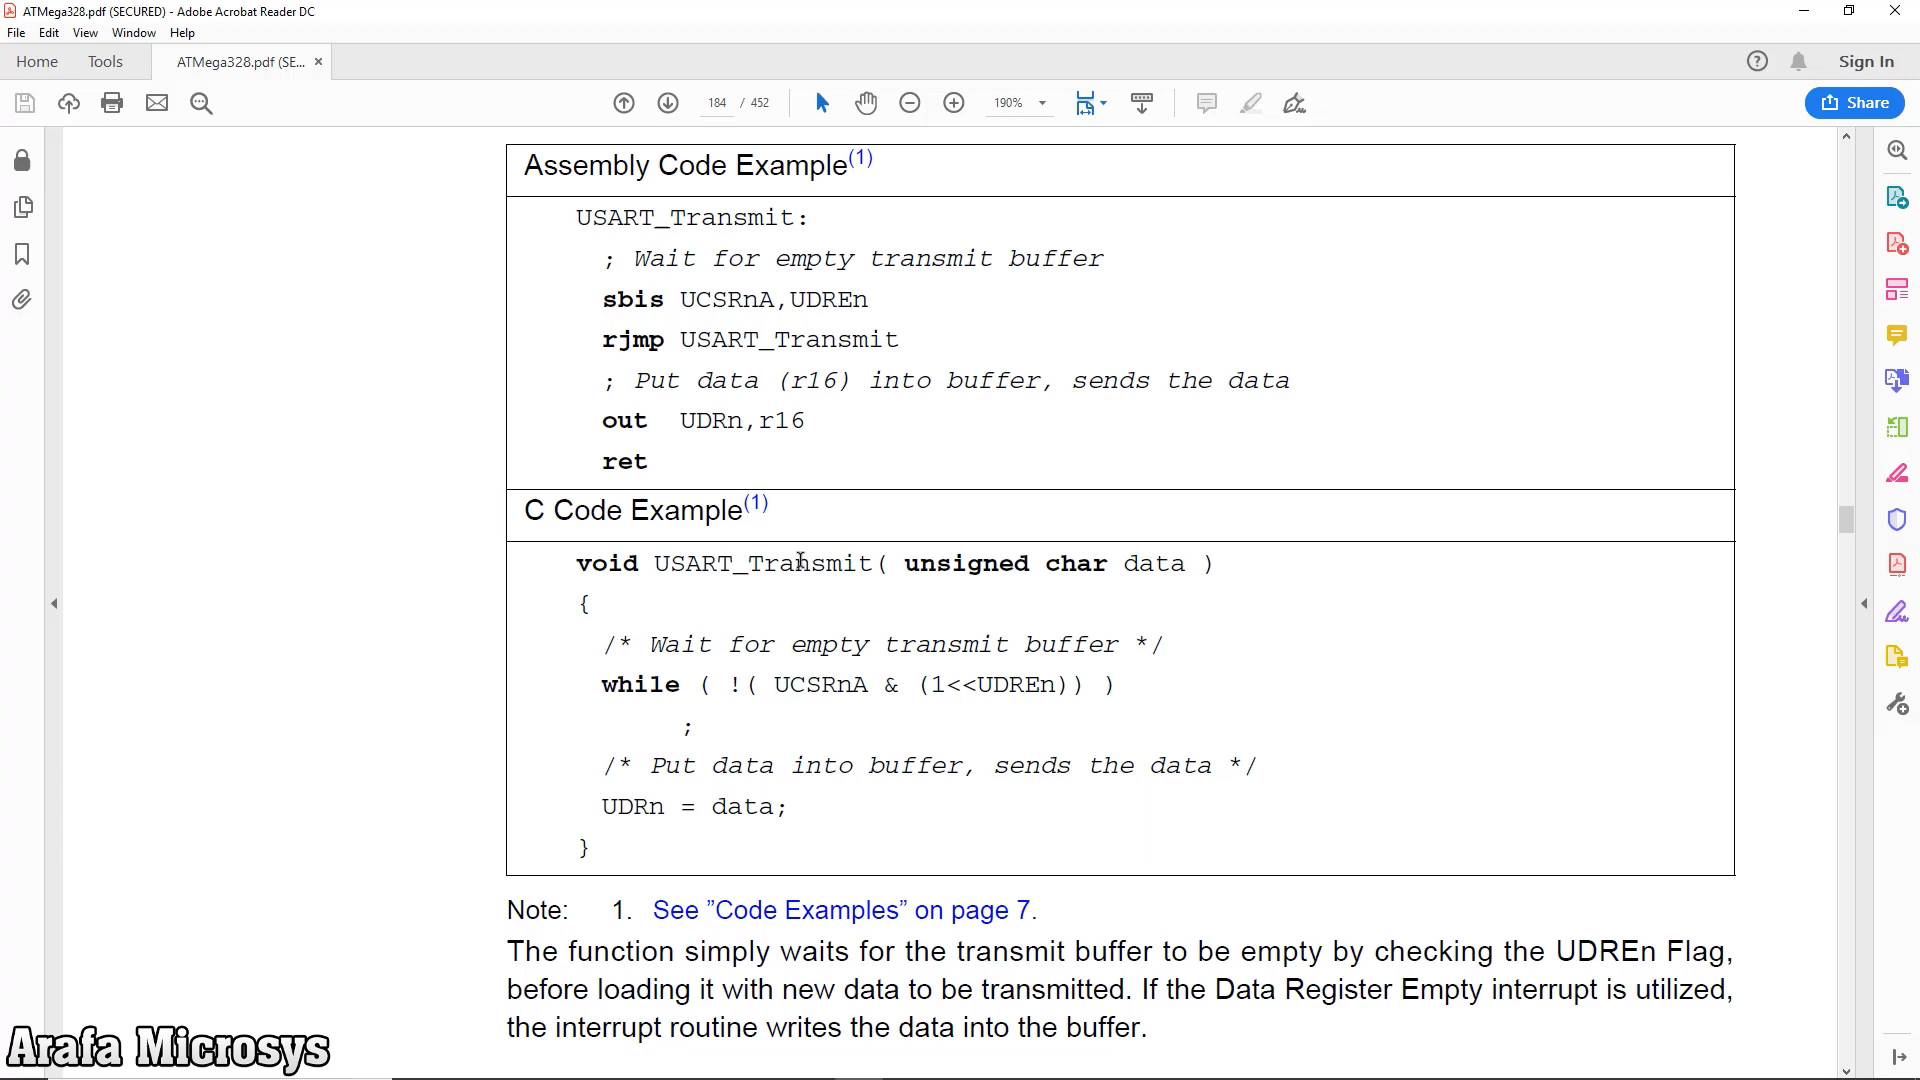 ATMega328.pdf (SECURED) - Adobe Acrobat Reader DC
File Edit View Window Help
Home Tools ATMega328.pdf (SE... × Sign In
184 / 452 190% Share
Assembly Code Example(1)
USART_Transmit:
; Wait for empty transmit buffer
sbis UCSRnA,UDREn
rjmp USART_Transmit
; Put data (r16) into buffer, sends the data
out UDRn,r16
ret
C Code Example(1)
void USART_Transmit( unsigned char data )
{
/* Wait for empty transmit buffer */
while ( !( UCSRnA & (1<<UDREn)) )
;
/* Put data into buffer, sends the data */
UDRn = data;
}
Note: 1. See ”Code Examples” on page 7.
The function simply waits for the transmit buffer to be empty by checking the UDREn Flag,
before loading it with new data to be transmitted. If the Data Register Empty interrupt is utilized,
the interrupt routine writes the data into the buffer.
Arafa Microsys